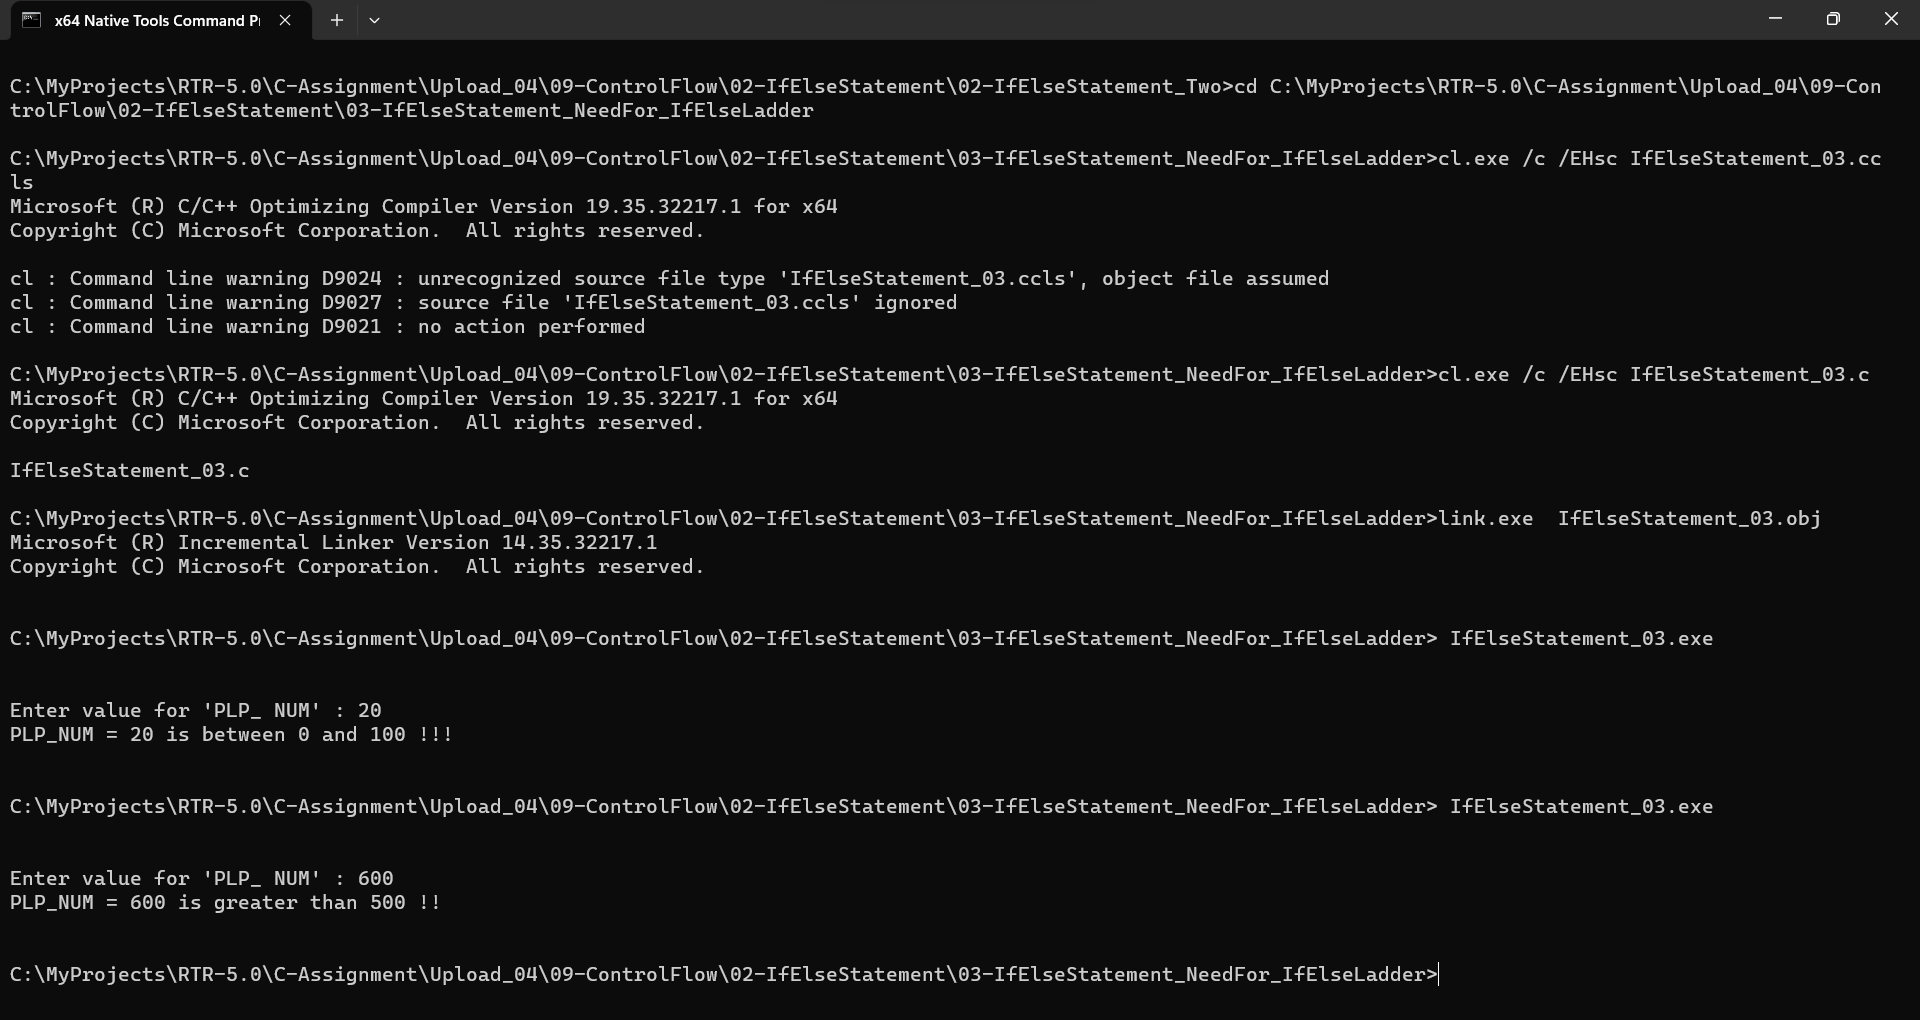 x64 Native Tools Command P
C:\MyProjects\RTR-5.0\C-Assignment\Upload_04\09-ControlFlow\02-IfElseStatement\02-IfElseStatement_Two>cd C:\MyProjects\RTR-5.0\C-Assignment\Upload_04\09-Con
trolFlow\02-IfElseStatement\03-IfElseStatement_NeedFor_IfElseLadder
C:\MyProjects\RTR-5.0\C-Assignment\Upload_04\09-ControlFlow\02-IfElseStatement\03-IfElseStatement_NeedFor_IfElseLadder>cl.exe /c /EHsc IfElseStatement_03.cc
ls
Microsoft (R) C/C++ Optimizing Compiler Version 19.35.32217.1 for x64
Copyright (C) Microsoft Corporation.  All rights reserved.
cl : Command line warning D9024 : unrecognized source file type 'IfElseStatement_03.ccls', object file assumed
cl : Command line warning D9027 : source file 'IfElseStatement_03.ccls' ignored
cl : Command line warning D9021 : no action performed
C:\MyProjects\RTR-5.0\C-Assignment\Upload_04\09-ControlFlow\02-IfElseStatement\03-IfElseStatement_NeedFor_IfElseLadder>cl.exe /c /EHsc IfElseStatement_03.c
Microsoft (R) C/C++ Optimizing Compiler Version 19.35.32217.1 for x64
Copyright (C) Microsoft Corporation.  All rights reserved.
IfElseStatement_03.c
C:\MyProjects\RTR-5.0\C-Assignment\Upload_04\09-ControlFlow\02-IfElseStatement\03-IfElseStatement_NeedFor_IfElseLadder>link.exe  IfElseStatement_03.obj
Microsoft (R) Incremental Linker Version 14.35.32217.1
Copyright (C) Microsoft Corporation.  All rights reserved.
C:\MyProjects\RTR-5.0\C-Assignment\Upload_04\09-ControlFlow\02-IfElseStatement\03-IfElseStatement_NeedFor_IfElseLadder> IfElseStatement_03.exe
Enter value for 'PLP_ NUM' : 20
PLP_NUM = 20 is between 0 and 100 !!!
C:\MyProjects\RTR-5.0\C-Assignment\Upload_04\09-ControlFlow\02-IfElseStatement\03-IfElseStatement_NeedFor_IfElseLadder> IfElseStatement_03.exe
Enter value for 'PLP_ NUM' : 600
PLP_NUM = 600 is greater than 500 !!
C:\MyProjects\RTR-5.0\C-Assignment\Upload_04\09-ControlFlow\02-IfElseStatement\03-IfElseStatement_NeedFor_IfElseLadder>